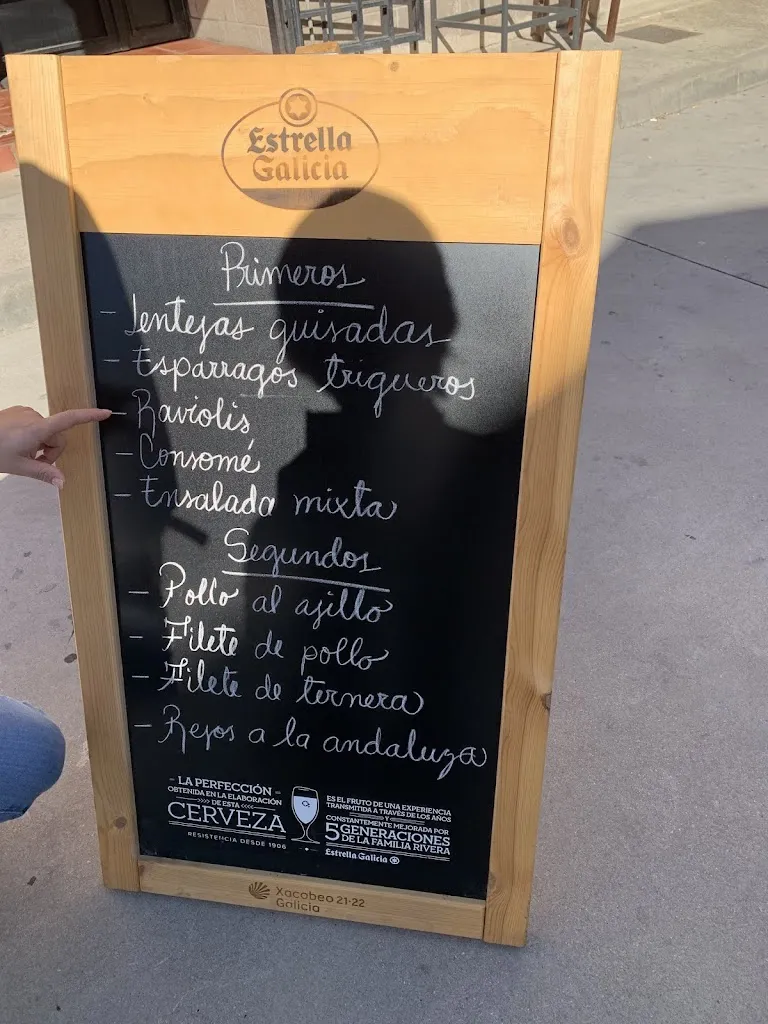 Estrella
Galicia
Primeros
- Lentejas guisadas
- Esparragos trigueros
- Raviolis
- Consomé
- Ensalada mixta
Segundos
- Pollo al ajillo
- Filete de pollo
- Filete de ternera
- Rejos a la andaluza
- LA PERFECCIÓN -
OBTENIDA EN LA ELABORACIÓN
>>>> DE ESTA <<<<
CERVEZA
RESISTENCIA DESDE 1906
ES EL FRUTO DE UNA EXPERIENCIA
TRANSMITIDA A TRAVÉS DE LOS AÑOS
Y
CONSTANTEMENTE MEJORADA POR
5 GENERACIONES
DE LA FAMILIA RIVERA
Estrella Galicia
Xacobeo 21·22
Galicia